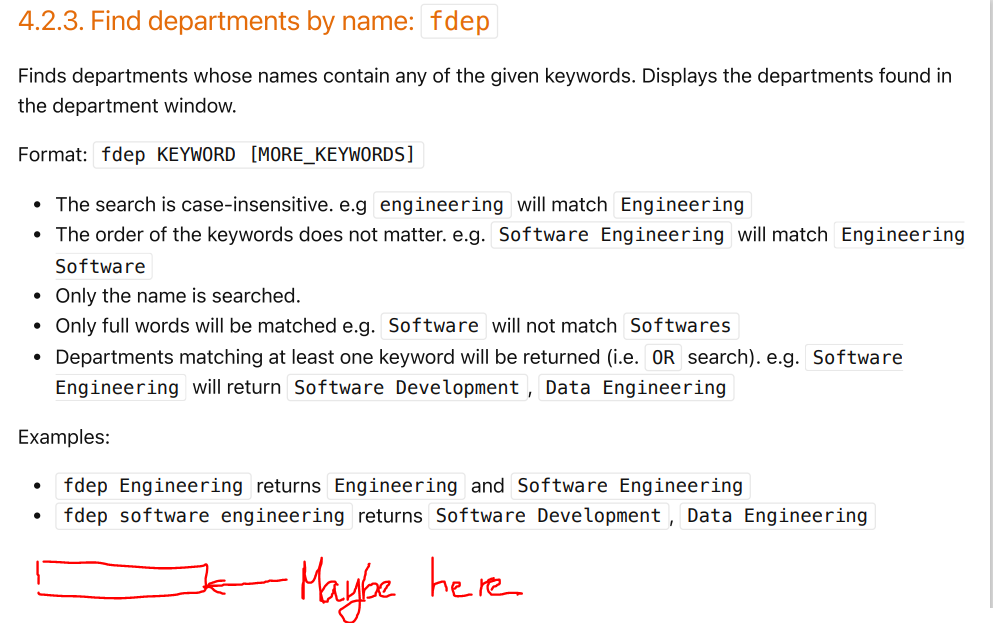 4.2.3. Find departments by name: fdep
Finds departments whose names contain any of the given keywords. Displays the departments found in
the department window.
Format: fdep KEYWORD [MORE_KEYWORDS]
• The search is case-insensitive. e.g engineering will match Engineering
• The order of the keywords does not matter. e.g. Software Engineering will match Engineering
Software
• Only the name is searched.
• Only full words will be matched e.g. Software will not match Softwares
• Departments matching at least one keyword will be returned (i.e. OR search). e.g. Software
Engineering will return Software Development, Data Engineering
Examples:
• fdep Engineering returns Engineering and Software Engineering
• fdep software engineering returns Software Development, Data Engineering
Maybe here